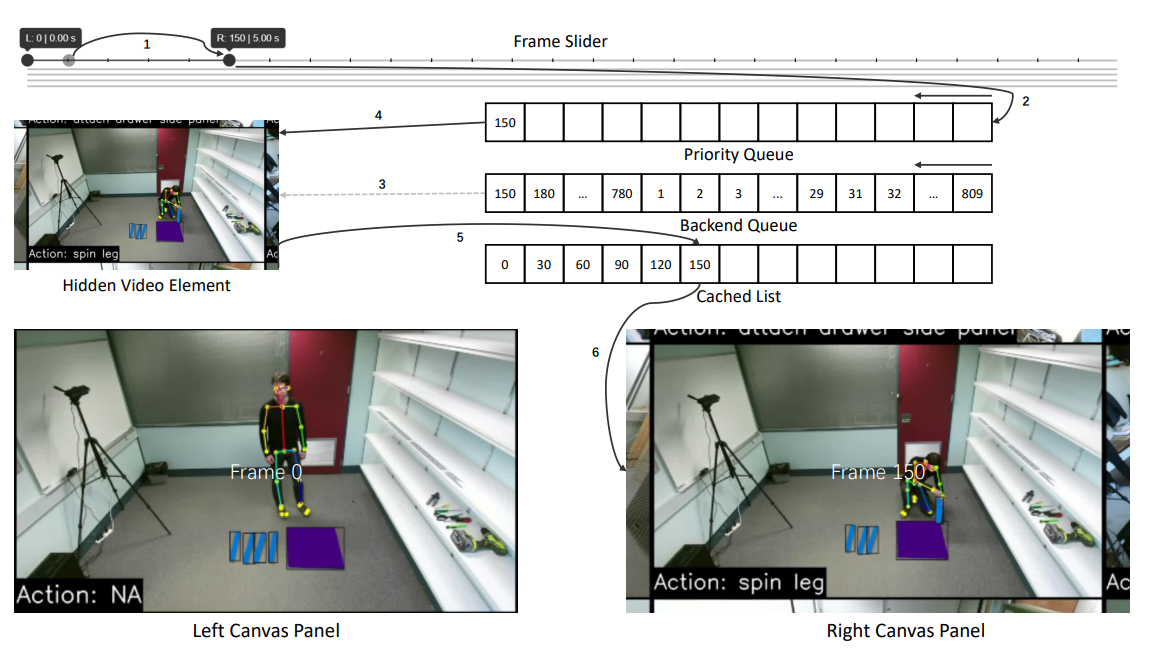 L: 0 | 0.00 s
1
R: 150 | 5.00 s
Frame Slider
2
4
150
Priority Queue
Action: attach drawer side panel
3
150 180 ... 780 1 2 3 ... 29 31 32 ... 809
Backend Queue
Action: spin leg
Ac
5
0 30 60 90 120 150
Hidden Video Element
Cached List
6
Action: attach drawer side panel
Frame 0
Frame 150
Action: NA
Action: spin leg
Ac
Left Canvas Panel
Right Canvas Panel